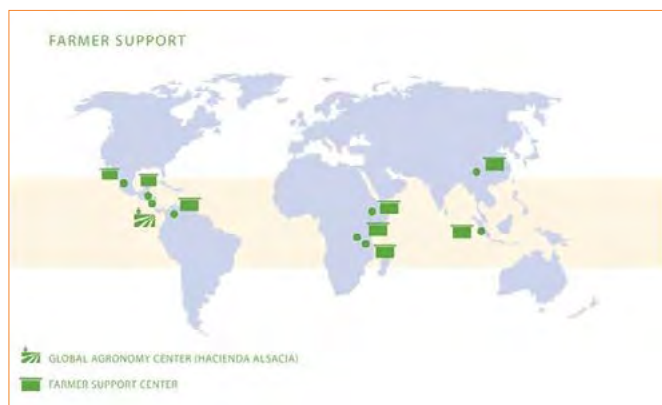 FARMER SUPPORT
GLOBAL AGRONOMY CENTER (HACIENDA ALSACIA)
FARMER SUPPORT CENTER